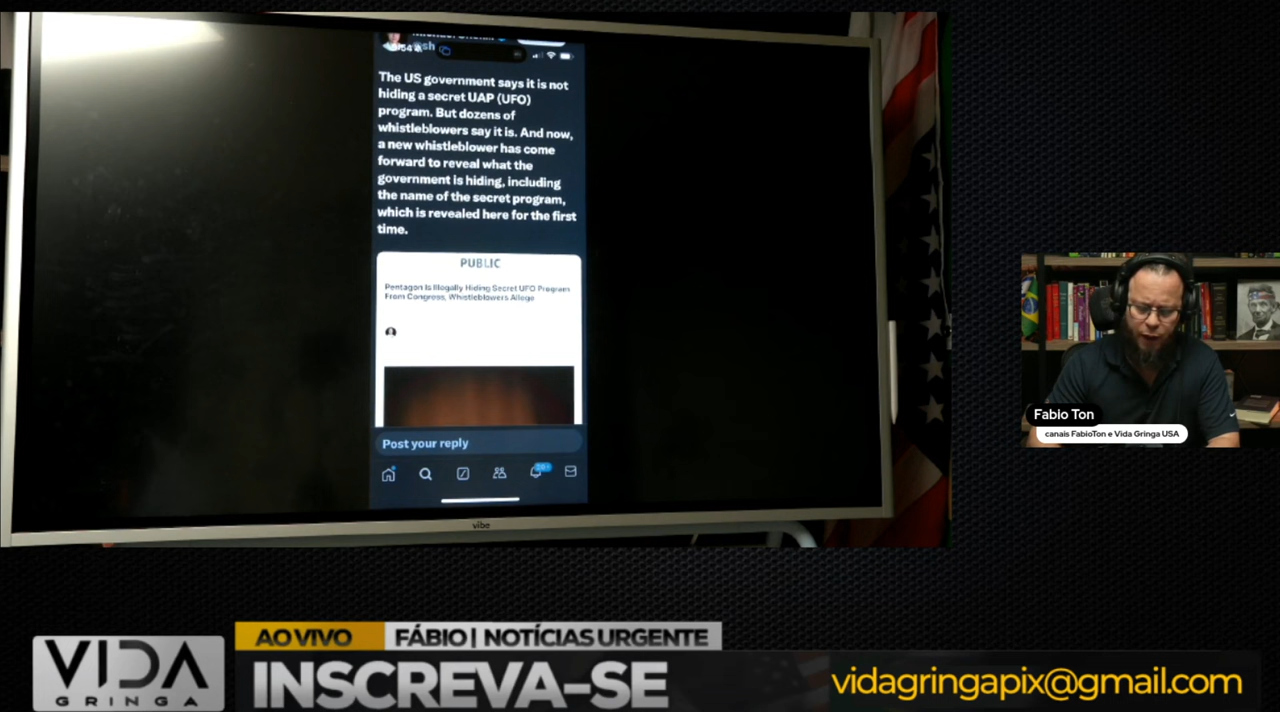 The US government says it is not
hiding a secret UAP (UFO)
program. But dozens of
whistleblowers say it is. And now,
a new whistleblower has come
forward to reveal what the
government is hiding, including
the name of the secret program,
which is revealed here for the first
time.
PUBLIC
Pentagon Is Illegally Hiding Secret UFO Program
From Congress, Whistleblowers Allege
Post your reply
20+
vibe
Fabio Ton
canais FabioTon e Vida Gringa USA
AO VIVO
FÁBIO | NOTÍCIAS URGENTE
VIDA
GRINGA
INSCREVA-SE
vidagringapix@gmail.com